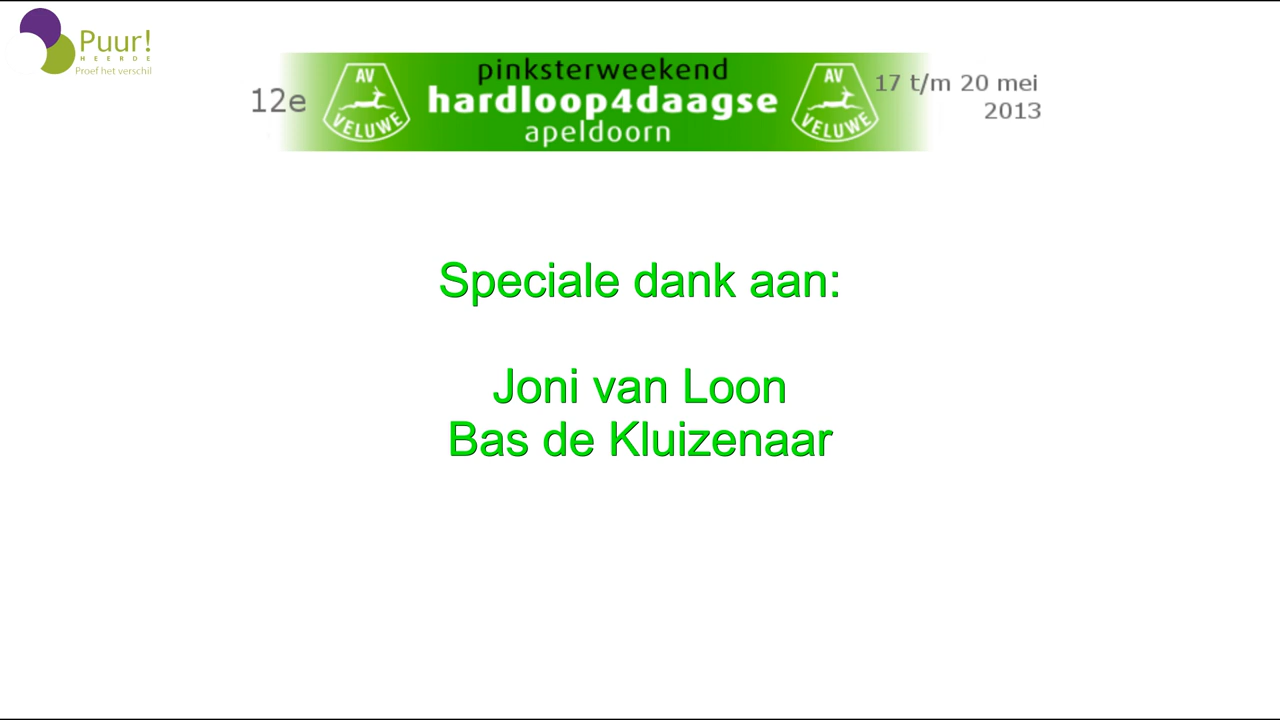 Puur!
HEERDE
Proef het verschil
12e
AV
VELUWE
pinksterweekend
hardloop4daagse
apeldoorn
AV
VELUWE
17 t/m 20 mei
2013
Speciale dank aan:
Joni van Loon
Bas de Kluizenaar